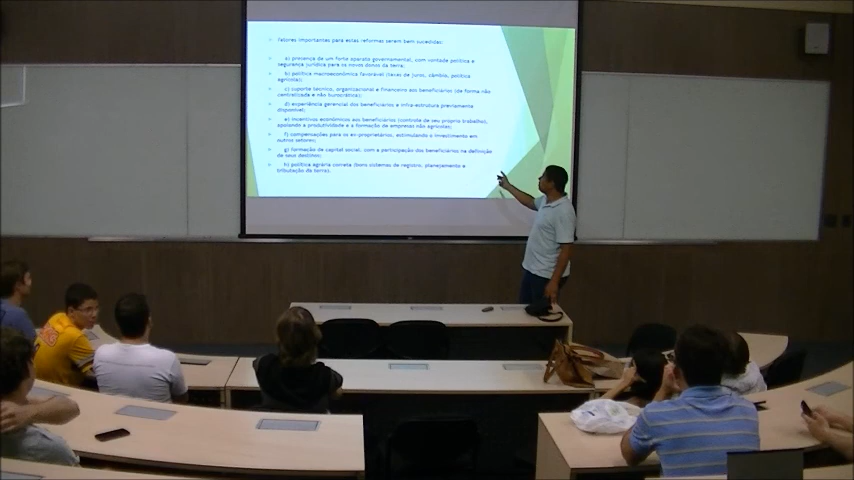 Fatores importantes para estas reformas serem bem sucedidas:
a) presença de um forte aparato governamental, com vontade política e
segurança jurídica para os novos donos da terra;
b) política macroeconômica favorável (taxas de juros, câmbio, política
agrícola);
c) suporte técnico, organizacional e financeiro aos beneficiários (de forma não
centralizada e não burocrática);
d) experiência gerencial dos beneficiários e infra-estrutura previamente
disponível;
e) incentivos econômicos aos beneficiários (controle de seu próprio trabalho),
apoiando a produtividade e a formação de empresas não agrícolas;
f) compensações para os ex-proprietários, estimulando o investimento em
outros setores;
g) formação de capital social, com a participação dos beneficiários na definição
de seus destinos;
h) política agrária correta (bons sistemas de registro, planejamento e
tributação da terra).